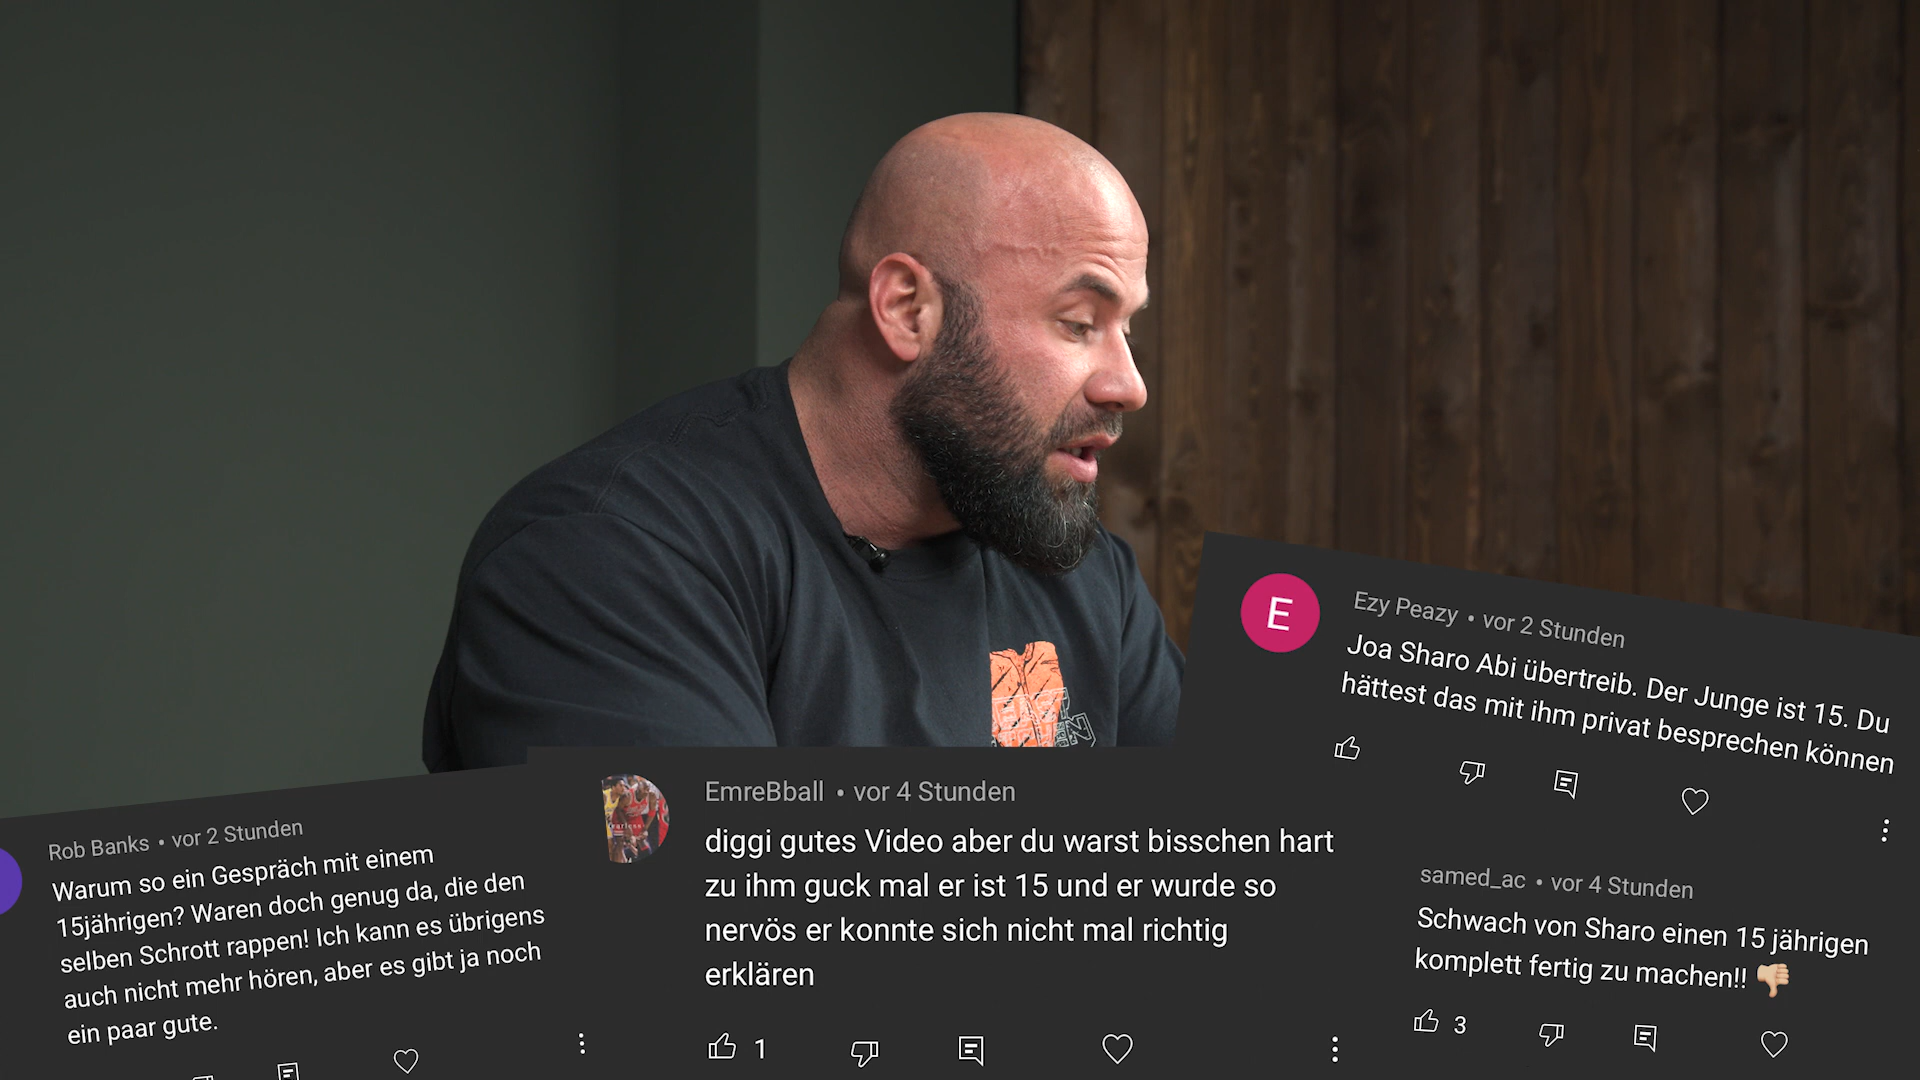 Ezy Peazy • vor 2 Stunden
Joa Sharo Abi übertreib. Der Junge ist 15. Du
hättest das mit ihm privat besprechen können
Rob Banks • vor 2 Stunden
Warum so ein Gespräch mit einem
15jährigen? Waren doch genug da, die den
selben Schrott rappen! Ich kann es übrigens
auch nicht mehr hören, aber es gibt ja noch
ein paar gute.
EmreBball • vor 4 Stunden
diggi gutes Video aber du warst bisschen hart
zu ihm guck mal er ist 15 und er wurde so
nervös er konnte sich nicht mal richtig
erklären
1
samed_ac • vor 4 Stunden
Schwach von Sharo einen 15 jährigen
komplett fertig zu machen!! 👎🏼
3
E